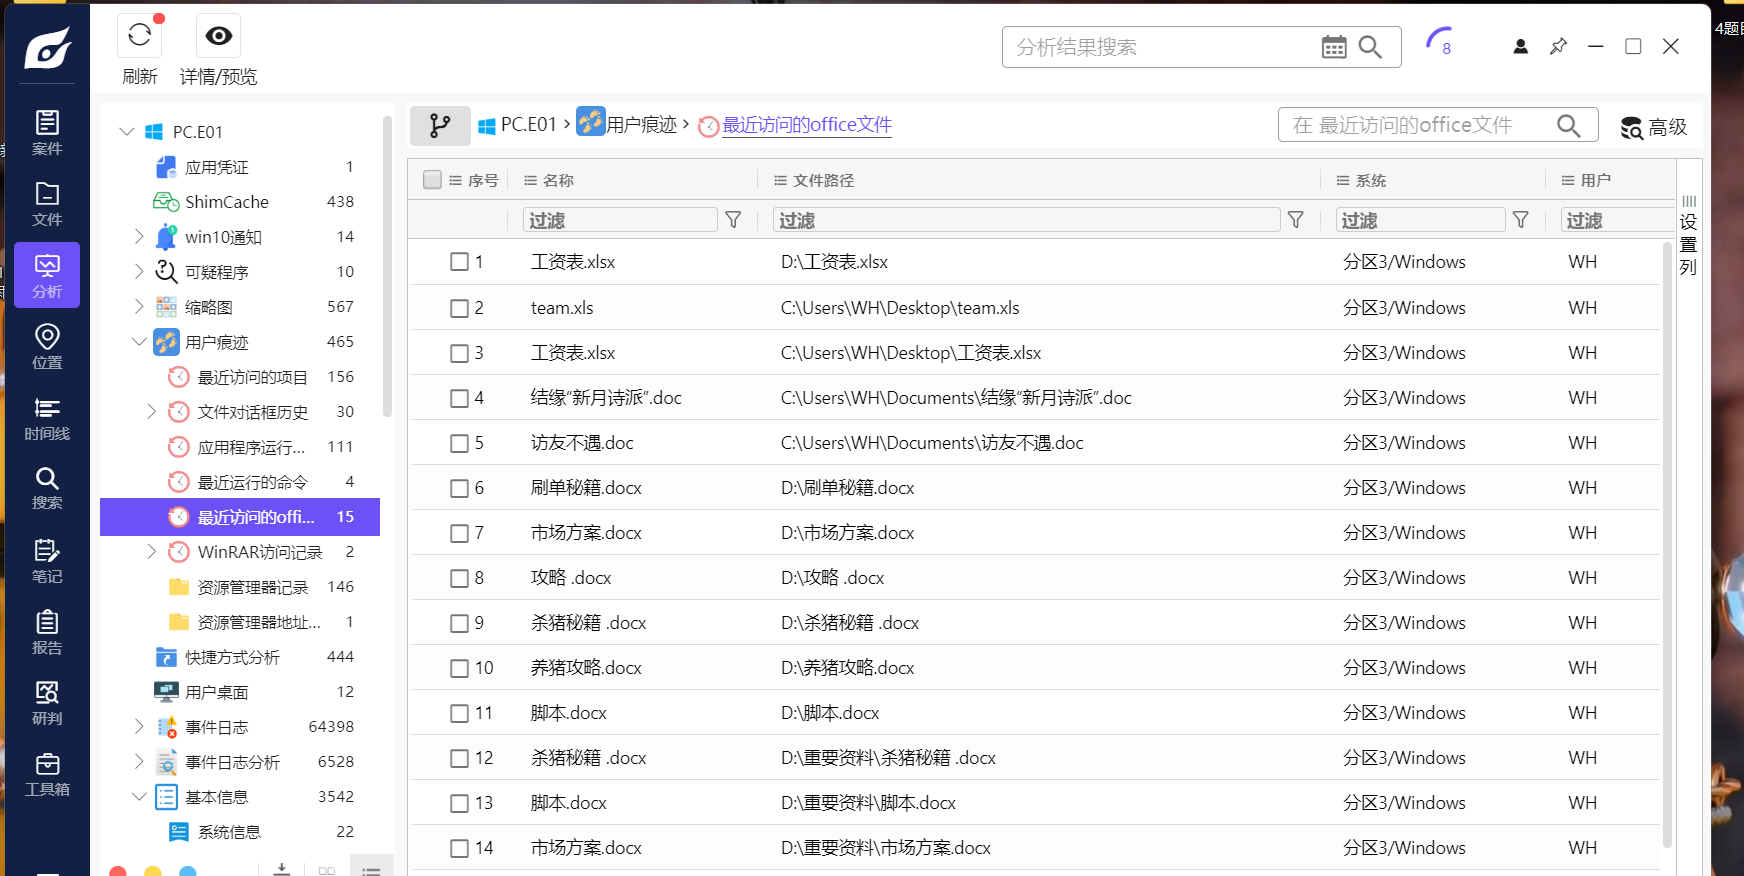 刷新
详情/预览
分析结果搜索
8
4题目
案件
文件
分析
位置
时间线
搜索
笔记
报告
研判
工具箱
PC.E01
应用凭证 1
ShimCache 438
win10通知 14
可疑程序 10
缩略图 567
用户痕迹 465
最近访问的项目 156
文件对话框历史 30
应用程序运行... 111
最近运行的命令 4
最近访问的offi... 15
WinRAR访问记录 2
资源管理器记录 146
资源管理器地址... 1
快捷方式分析 444
用户桌面 12
事件日志 64398
事件日志分析 6528
基本信息 3542
系统信息 22
PC.E01 › 用户痕迹 › 最近访问的office文件
在 最近访问的office文件
高级
序号 名称 文件路径 系统 用户
过滤 过滤 过滤 过滤
设置列
1 工资表.xlsx D:\工资表.xlsx 分区3/Windows WH
2 team.xls C:\Users\WH\Desktop\team.xls 分区3/Windows WH
3 工资表.xlsx C:\Users\WH\Desktop\工资表.xlsx 分区3/Windows WH
4 结缘“新月诗派”.doc C:\Users\WH\Documents\结缘“新月诗派”.doc 分区3/Windows WH
5 访友不遇.doc C:\Users\WH\Documents\访友不遇.doc 分区3/Windows WH
6 刷单秘籍.docx D:\刷单秘籍.docx 分区3/Windows WH
7 市场方案.docx D:\市场方案.docx 分区3/Windows WH
8 攻略 .docx D:\攻略 .docx 分区3/Windows WH
9 杀猪秘籍 .docx D:\杀猪秘籍 .docx 分区3/Windows WH
10 养猪攻略.docx D:\养猪攻略.docx 分区3/Windows WH
11 脚本.docx D:\脚本.docx 分区3/Windows WH
12 杀猪秘籍 .docx D:\重要资料\杀猪秘籍 .docx 分区3/Windows WH
13 脚本.docx D:\重要资料\脚本.docx 分区3/Windows WH
14 市场方案.docx D:\重要资料\市场方案.docx 分区3/Windows WH